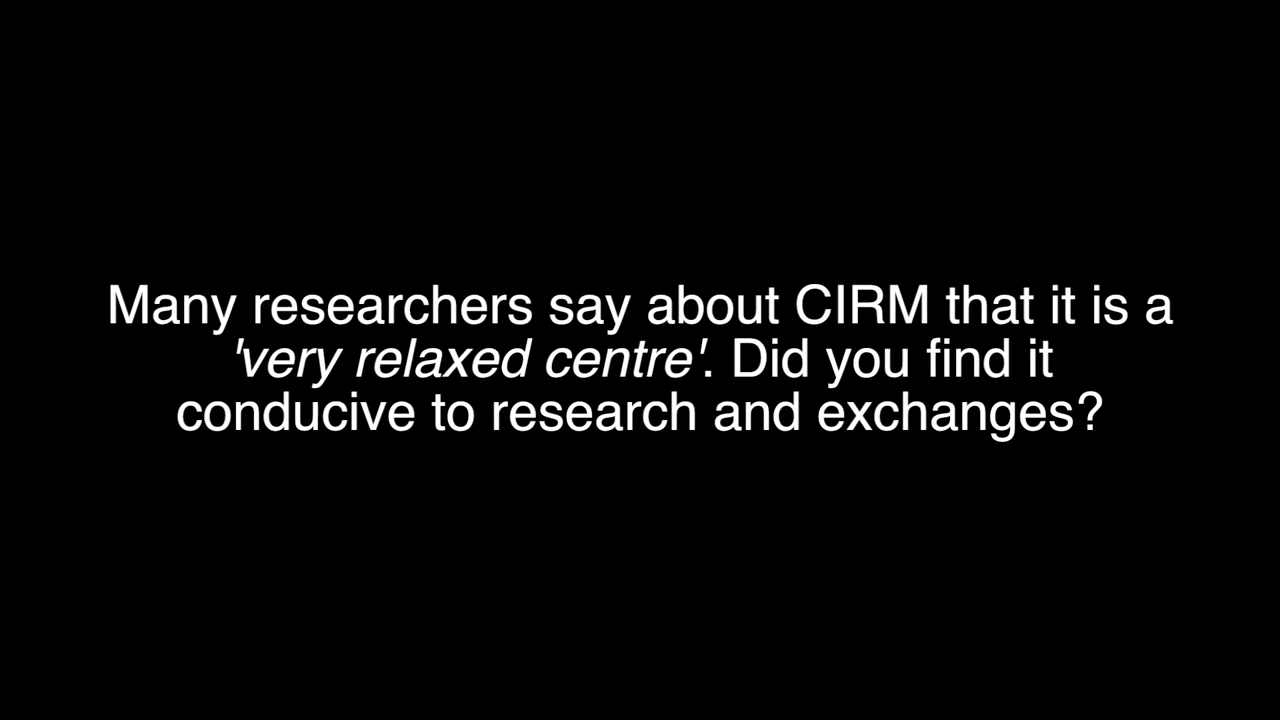 Many researchers say about CIRM that it is a
'very relaxed centre'. Did you find it
conducive to research and exchanges?